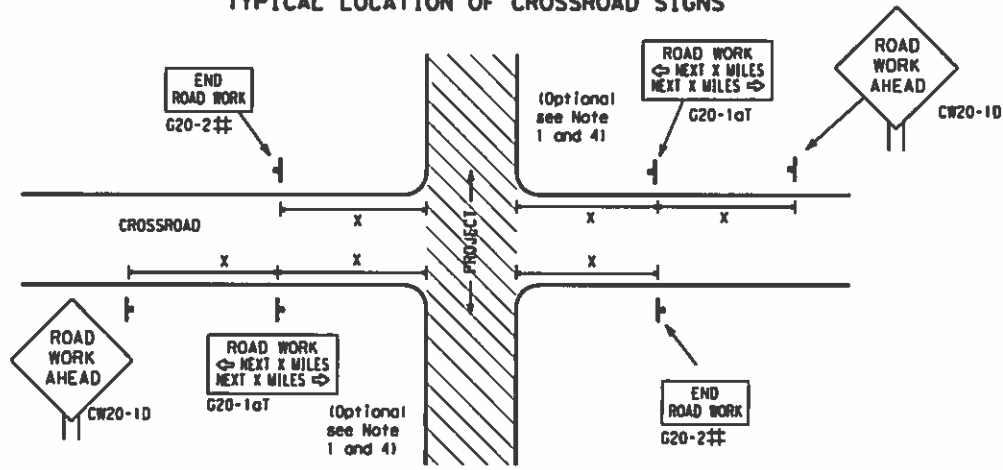 TYPICAL LOCATION OF CROSSROAD SIGNS
END
ROAD WORK
G20-2#
(Optional
see Note
1 and 4)
ROAD WORK
⇦ NEXT X MILES
NEXT X MILES ⇨
G20-1aT
ROAD
WORK
AHEAD
CW20-1D
CROSSROAD
X
X
X
PROJECT
X
X
X
ROAD
WORK
AHEAD
CW20-1D
ROAD WORK
⇦ NEXT X MILES
NEXT X MILES ⇨
G20-1aT
(Optional
see Note
1 and 4)
END
ROAD WORK
G20-2#